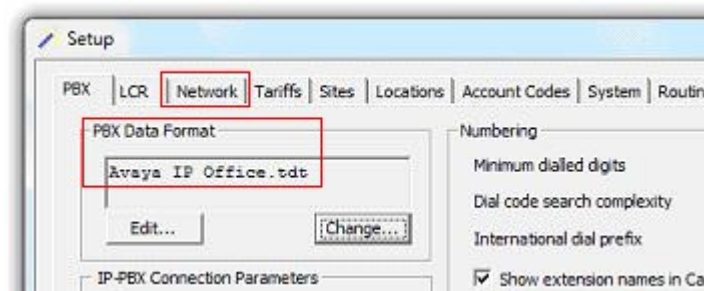 Setup
PBX LCR Network Tariffs Sites Locations Account Codes System Routin
PBX Data Format
Avaya IP Office.tdt
Edit... Change...
IP-PBX Connection Parameters
Numbering
Minimum dialled digits
Dial code search complexity
International dial prefix
Show extension names in Ca